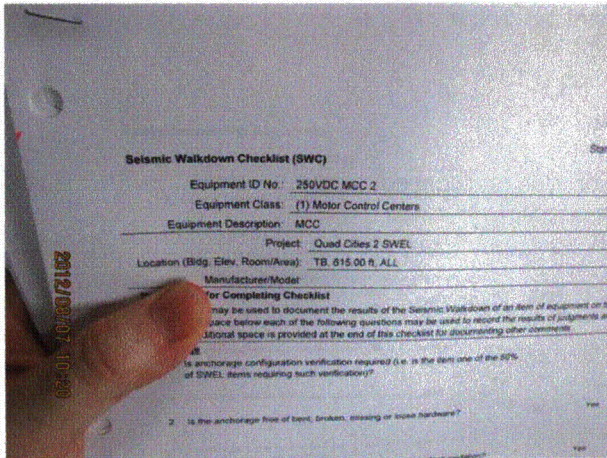 Seismic Walkdown Checklist (SWC)
Equipment ID No.: 250VDC MCC 2
Equipment Class: (1) Motor Control Centers
Equipment Description: MCC
Project: Quad Cities 2 SWEL
Location (Bldg, Elev, Room/Area): TB, 615.00 ft, ALL
Manufacturer/Model
for Completing Checklist
may be used to document the results of the Seismic Walkdown of an item of equipment on
space below each of the following questions may be used to record the results of judgments
additional space is provided at the end of this checklist for documenting other comments
Is anchorage configuration verification required (i.e. is the item one of the 50%
of SWEL items requiring such verification)?
2 Is the anchorage free of bent, broken, missing or loose hardware?
2012/08/07 10:20